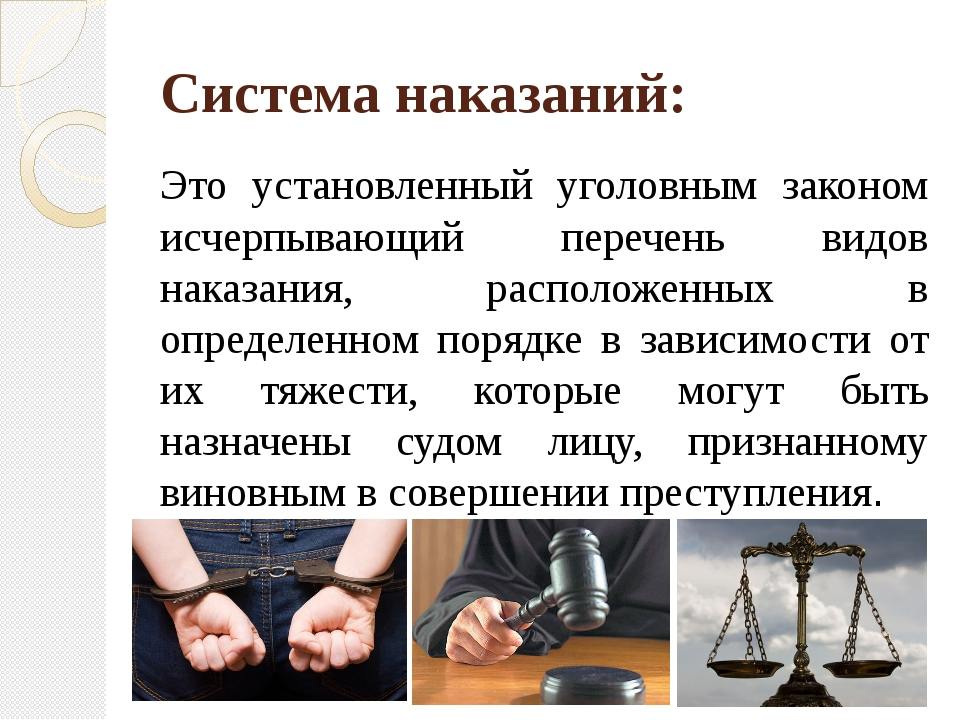 Система наказаний:
Это установленный уголовным законом
исчерпывающий перечень видов
наказания, расположенных в
определенном порядке в зависимости от
их тяжести, которые могут быть
назначены судом лицу, признанному
виновным в совершении преступления.